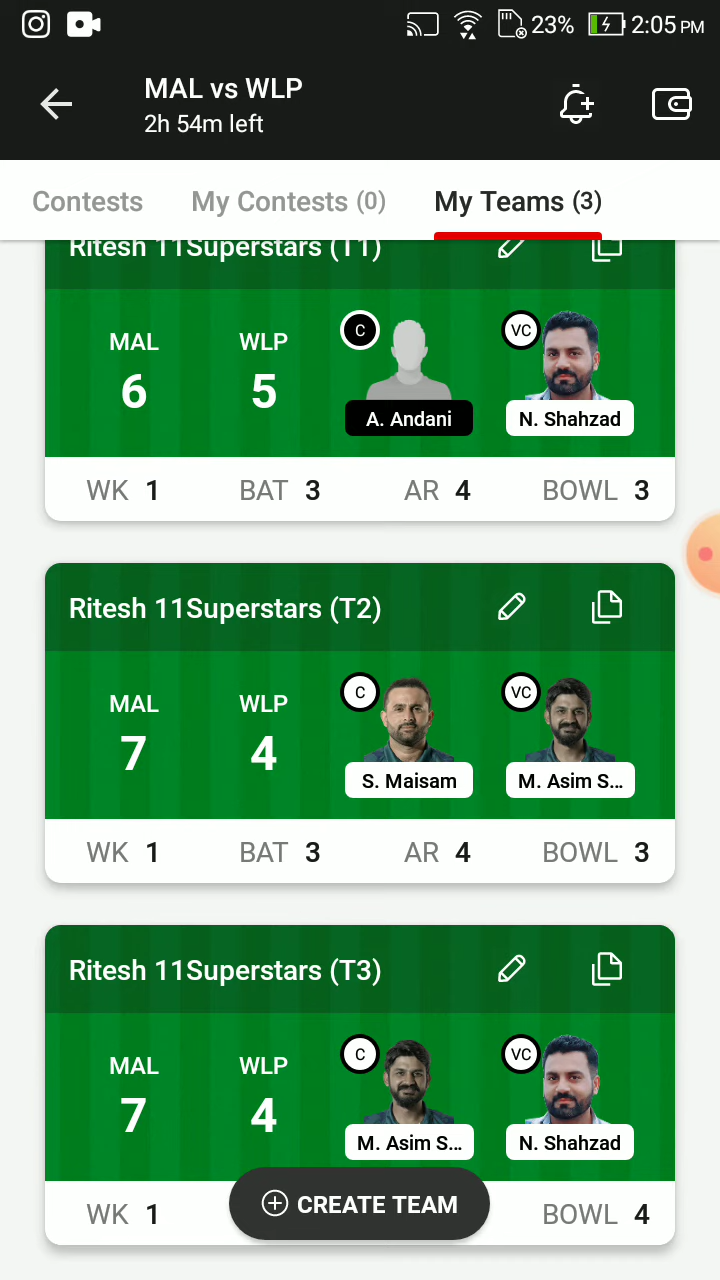 23% 2:05 PM
MAL vs WLP
2h 54m left
Contests My Contests (0) My Teams (3)
Ritesh 11Superstars (T1)
MAL WLP C VC
6 5
A. Andani N. Shahzad
WK 1 BAT 3 AR 4 BOWL 3
Ritesh 11Superstars (T2)
MAL WLP C VC
7 4
S. Maisam M. Asim S...
WK 1 BAT 3 AR 4 BOWL 3
Ritesh 11Superstars (T3)
MAL WLP C VC
7 4
M. Asim S... N. Shahzad
WK 1 BOWL 4
CREATE TEAM